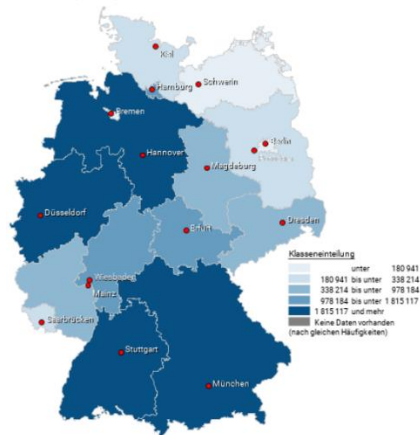 Kiel
Schwerin
Hamburg
Bremen
Berlin
Hannover
Magdeburg
Düsseldorf
Erfurt
Dresden
Wiesbaden
Mainz
Saarbrücken
Stuttgart
München
Klasseneinteilung
unter 180 941
180 941 bis unter 338 214
338 214 bis unter 978 184
978 184 bis unter 1 815 117
1 815 117 und mehr
Keine Daten vorhanden
(nach gleichen Häufigkeiten)